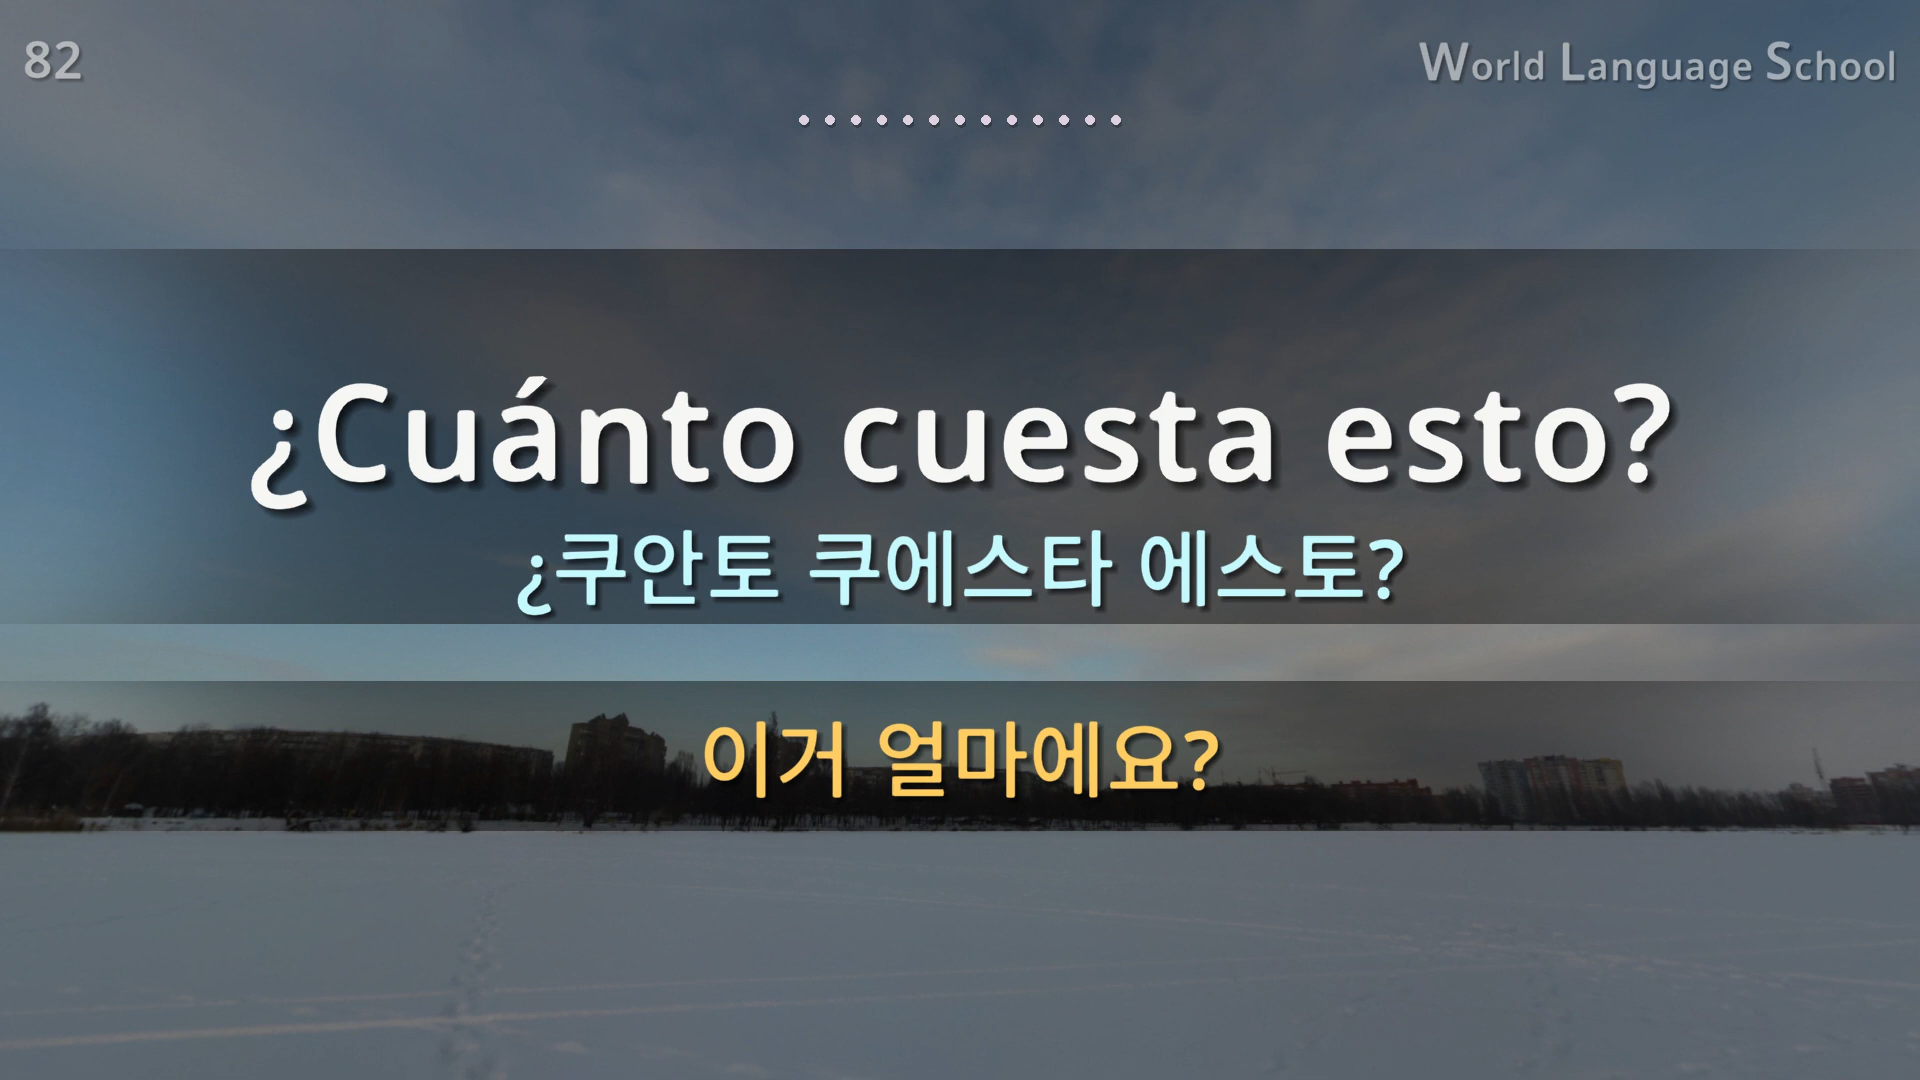 82
World Language School
¿Cuánto cuesta esto?
¿쿠안토 쿠에스타 에스토?
이거 얼마에요?